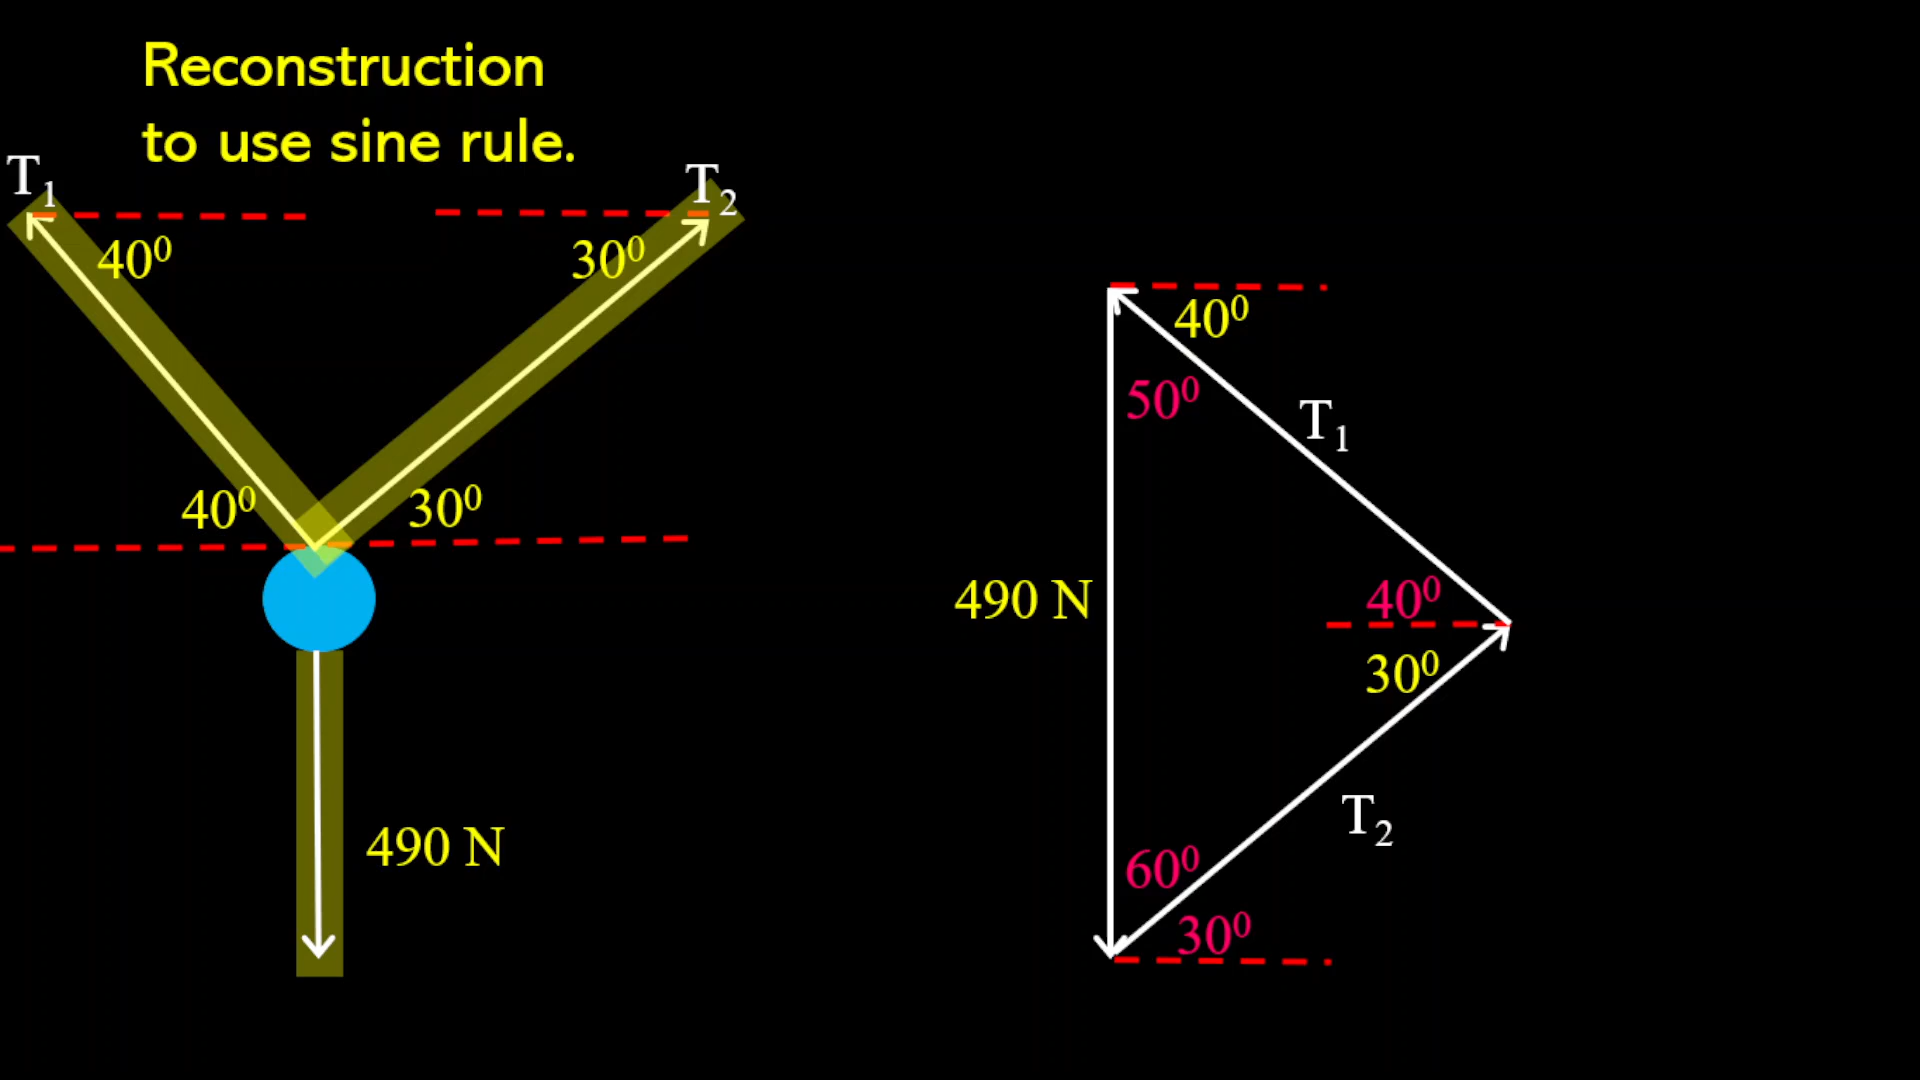 Reconstruction
to use sine rule.
T₁
T₂
40⁰
30⁰
40⁰
30⁰
490 N
40⁰
50⁰
T₁
490 N
40⁰
30⁰
T₂
60⁰
30⁰